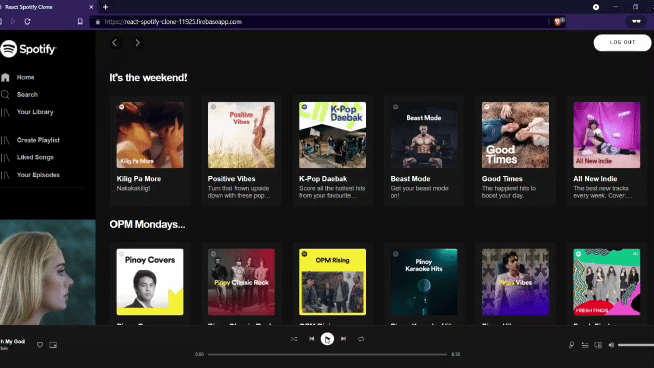 React Spotify Clone
https://react-spotify-clone-11925.firebaseapp.com
Spotify
LOG OUT
Home
Search
Your Library
Create Playlist
Liked Songs
Your Episodes
It's the weekend!
Kilig Pa More
Positive
Vibes
K-Pop
Daebak
Beast Mode
Good
Times
All New Indie
Kilig Pa More
Nakakakilig!
Positive Vibes
Turn that frown upside
down with these pop...
K-Pop Daebak
Score all the hottest hits
from your favourite...
Beast Mode
Get your beast mode
on!
Good Times
The happiest hits to
boost your day.
All New Indie
The best new tracks
every week. Cover:...
OPM Mondays...
Pinoy Covers
Pinoy Classic Rock
OPM Rising
Pinoy
Karaoke Hits
Pinoy Vibes
FRESH FINDS
h My God
0:00